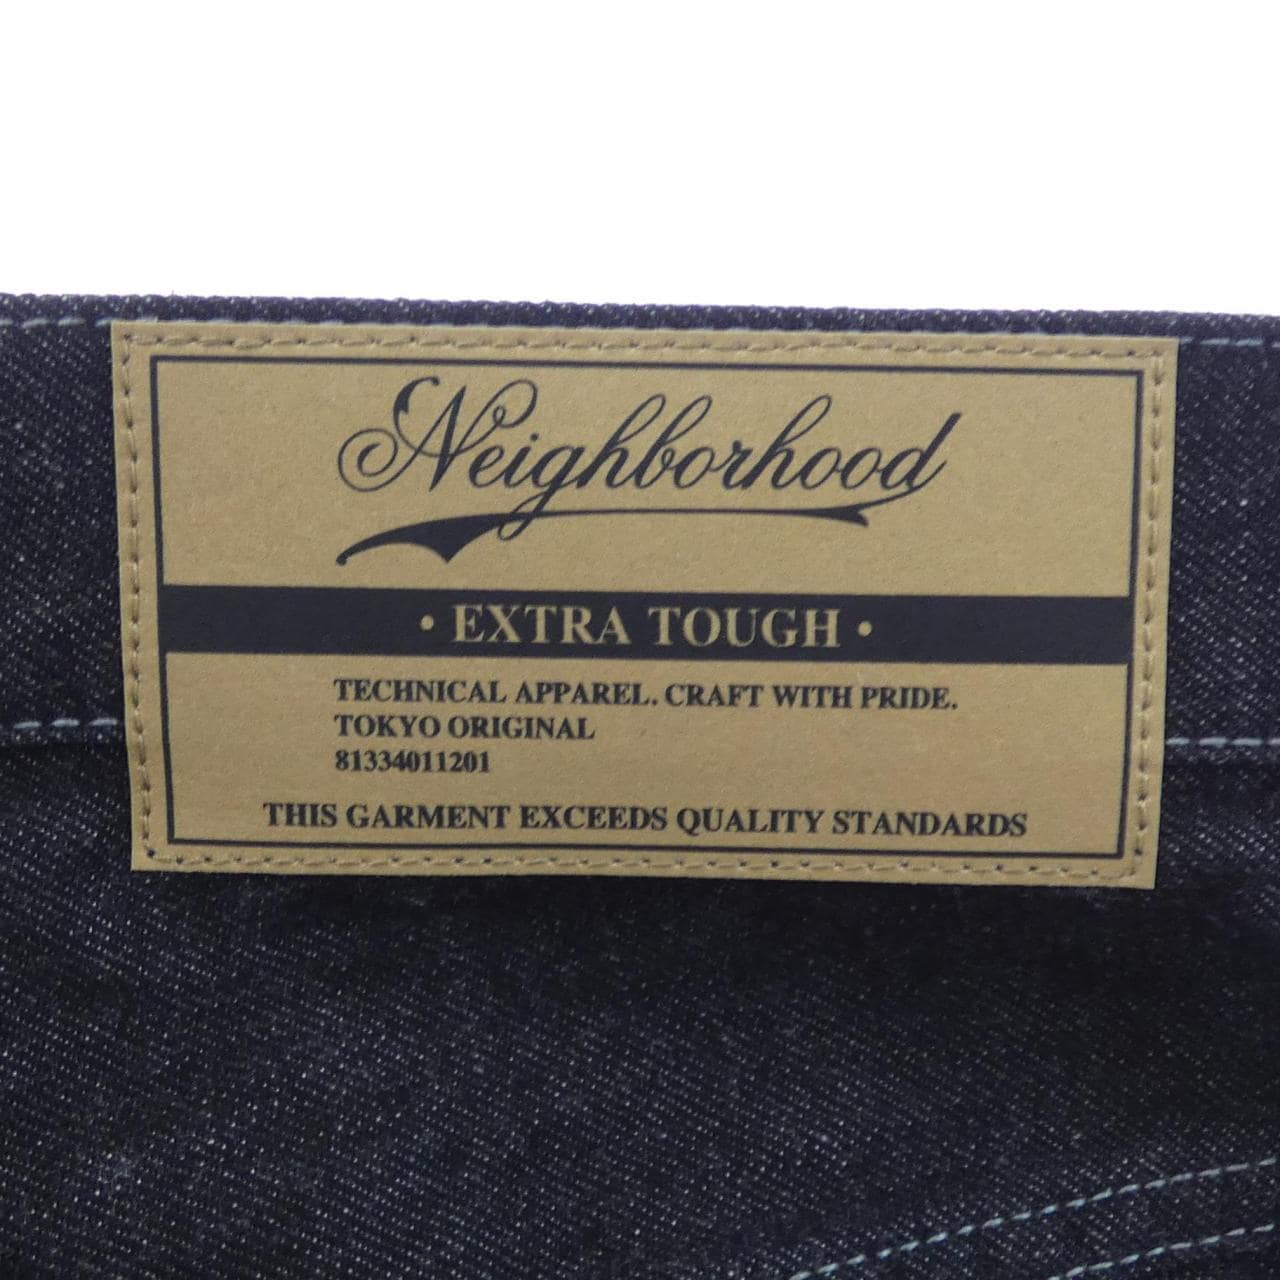 Neighborhood
• EXTRA TOUGH •
TECHNICAL APPAREL. CRAFT WITH PRIDE.
TOKYO ORIGINAL
81334011201
THIS GARMENT EXCEEDS QUALITY STANDARDS